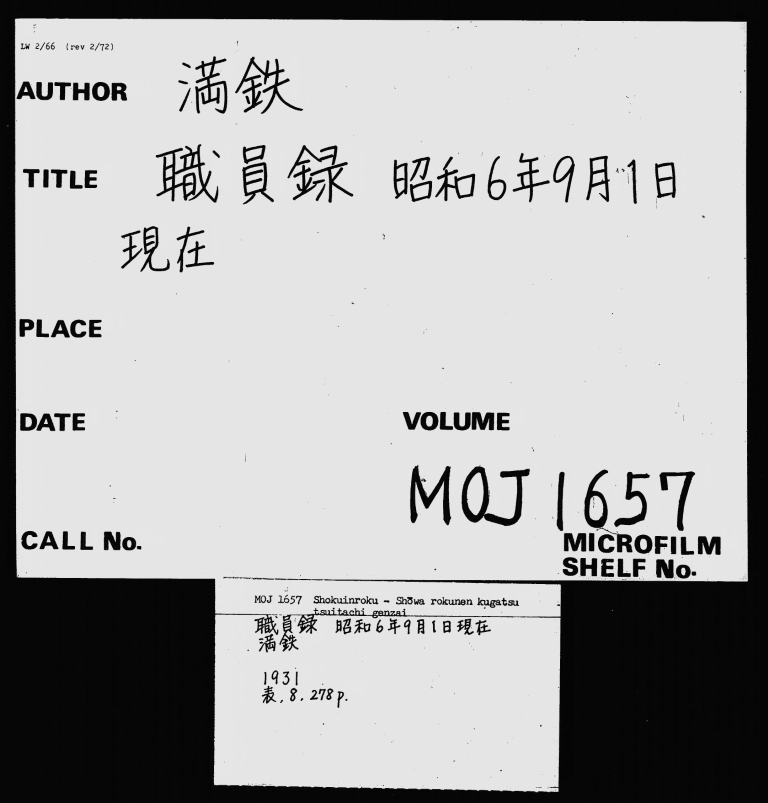 LW 2/66 (rev 2/72)
AUTHOR 満鉄
TITLE 職員録 昭和6年9月1日
現在
PLACE
DATE VOLUME
MOJ 1657
CALL No. MICROFILM
SHELF No.
MOJ 1657 Shokuinroku - Shōwa rokunen kugatsu
tsuitachi genzai
職員録 昭和6年9月1日現在
満鉄
1931
表, 8, 278p.